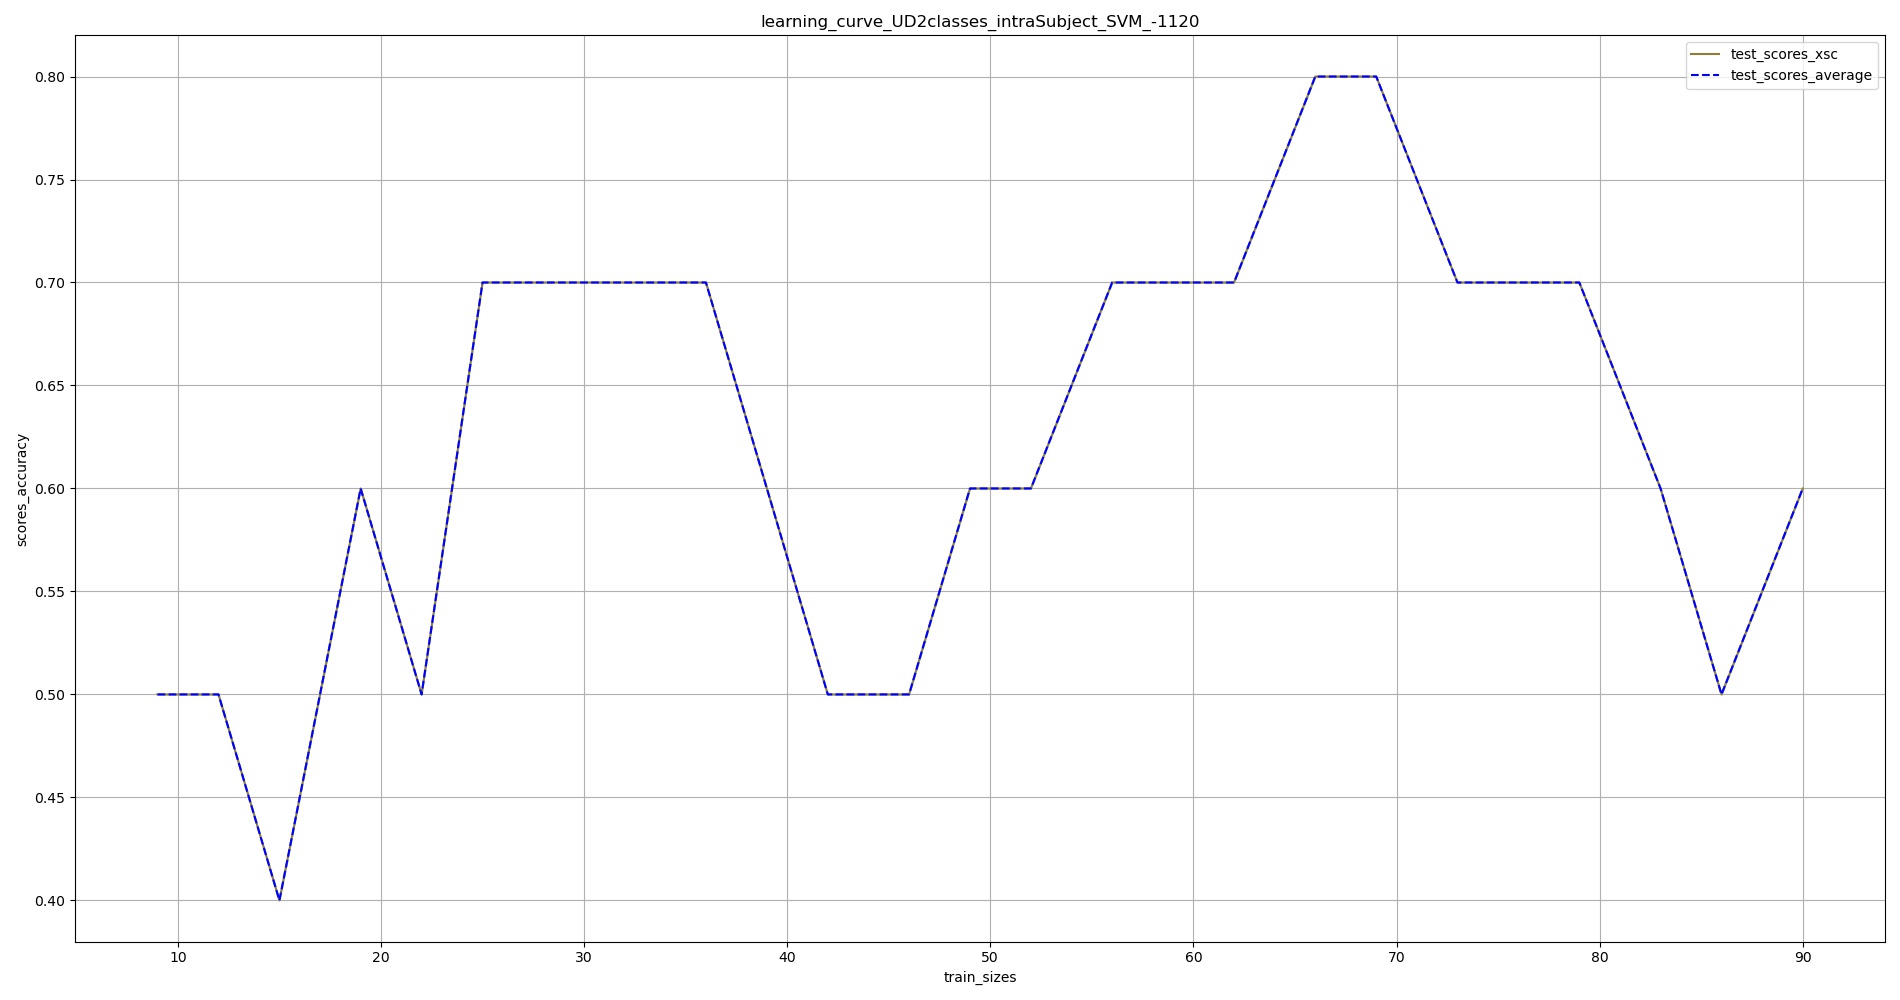 learning_curve_UD2classes_intraSubject_SVM_-1120
test_scores_xsc
test_scores_average
0.80
0.75
0.70
0.65
0.60
0.55
0.50
0.45
0.40
scores_accuracy
10 20 30 40 50 60 70 80 90
train_sizes